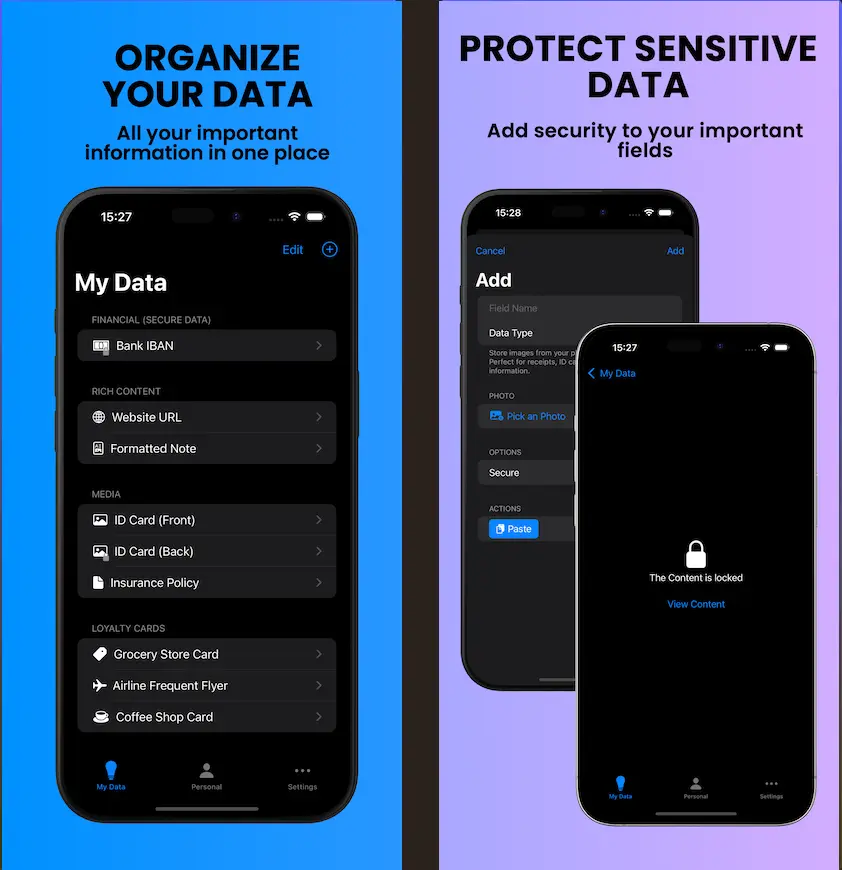 ORGANIZE
YOUR DATA
All your important
information in one place
15:27
Edit
My Data
FINANCIAL (SECURE DATA)
Bank IBAN
RICH CONTENT
Website URL
Formatted Note
MEDIA
ID Card (Front)
ID Card (Back)
Insurance Policy
LOYALTY CARDS
Grocery Store Card
Airline Frequent Flyer
Coffee Shop Card
My Data
Personal
Settings
PROTECT SENSITIVE
DATA
Add security to your important
fields
15:28
Cancel
Add
Add
Field Name
Data Type
Store images from your p
Perfect for receipts, ID ca
information.
PHOTO
Pick an Photo
OPTIONS
Secure
ACTIONS
Paste
15:27
My Data
The Content is locked
View Content
My Data
Personal
Settings